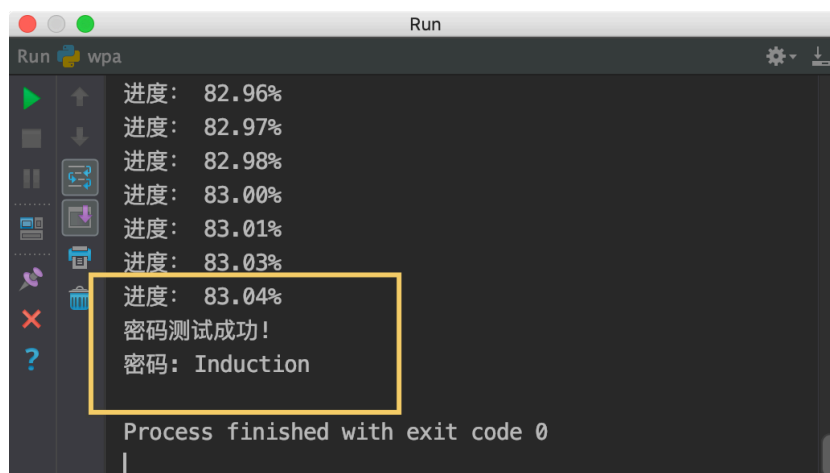 Run
Run wpa
进度： 82.96%
进度： 82.97%
进度： 82.98%
进度： 83.00%
进度： 83.01%
进度： 83.03%
进度： 83.04%
密码测试成功!
密码: Induction
Process finished with exit code 0